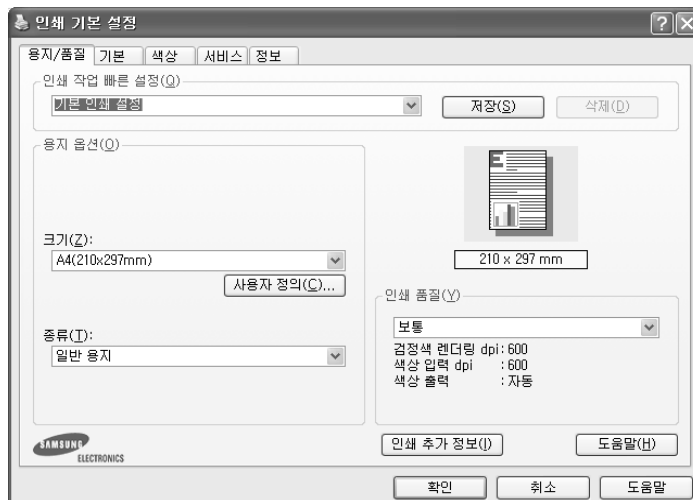 인쇄 기본 설정
용지/품질 기본 색상 서비스 정보
인쇄 작업 빠른 설정(Q)
기본 인쇄 설정
저장(S)
삭제(D)
용지 옵션(O)
크기(Z):
A4(210x297mm)
사용자 정의(C)...
종류(T):
일반 용지
210 x 297 mm
인쇄 품질(Y)
보통
검정색 렌더링 dpi: 600
색상 입력 dpi : 600
색상 출력 : 자동
SAMSUNG
ELECTRONICS
인쇄 추가 정보(I)
도움말(H)
확인
취소
도움말